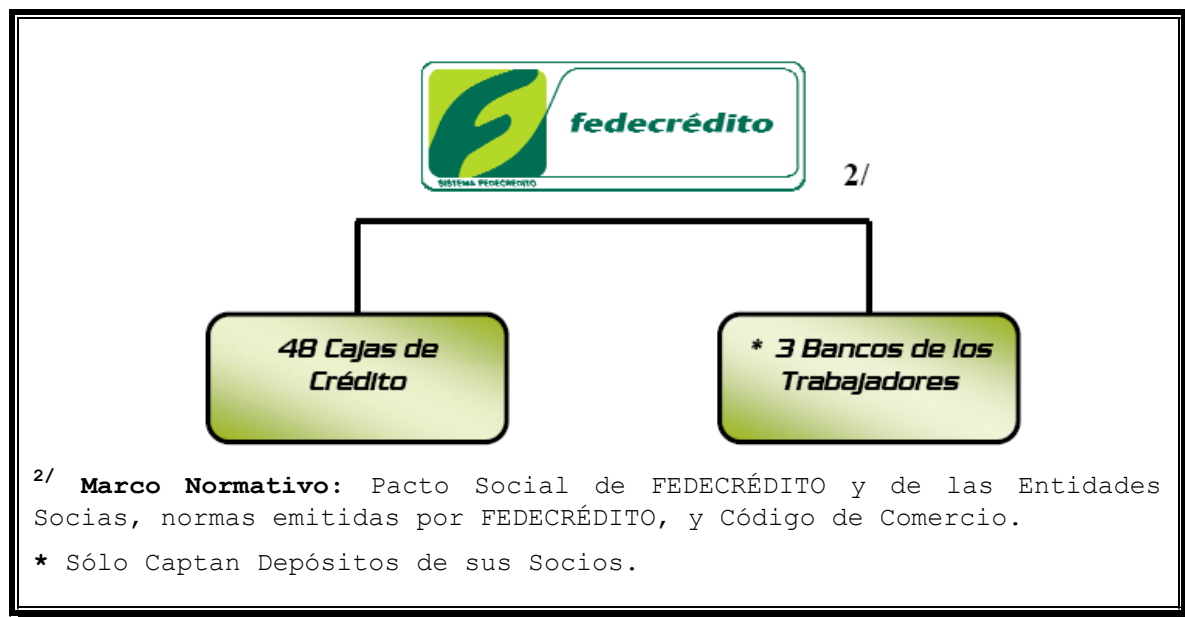 fedecrédito
SISTEMA FEDECREDITO
2/
48 Cajas de
Crédito
* 3 Bancos de los
Trabajadores
2/ Marco Normativo: Pacto Social de FEDECRÉDITO y de las Entidades
Socias, normas emitidas por FEDECRÉDITO, y Código de Comercio.
* Sólo Captan Depósitos de sus Socios.